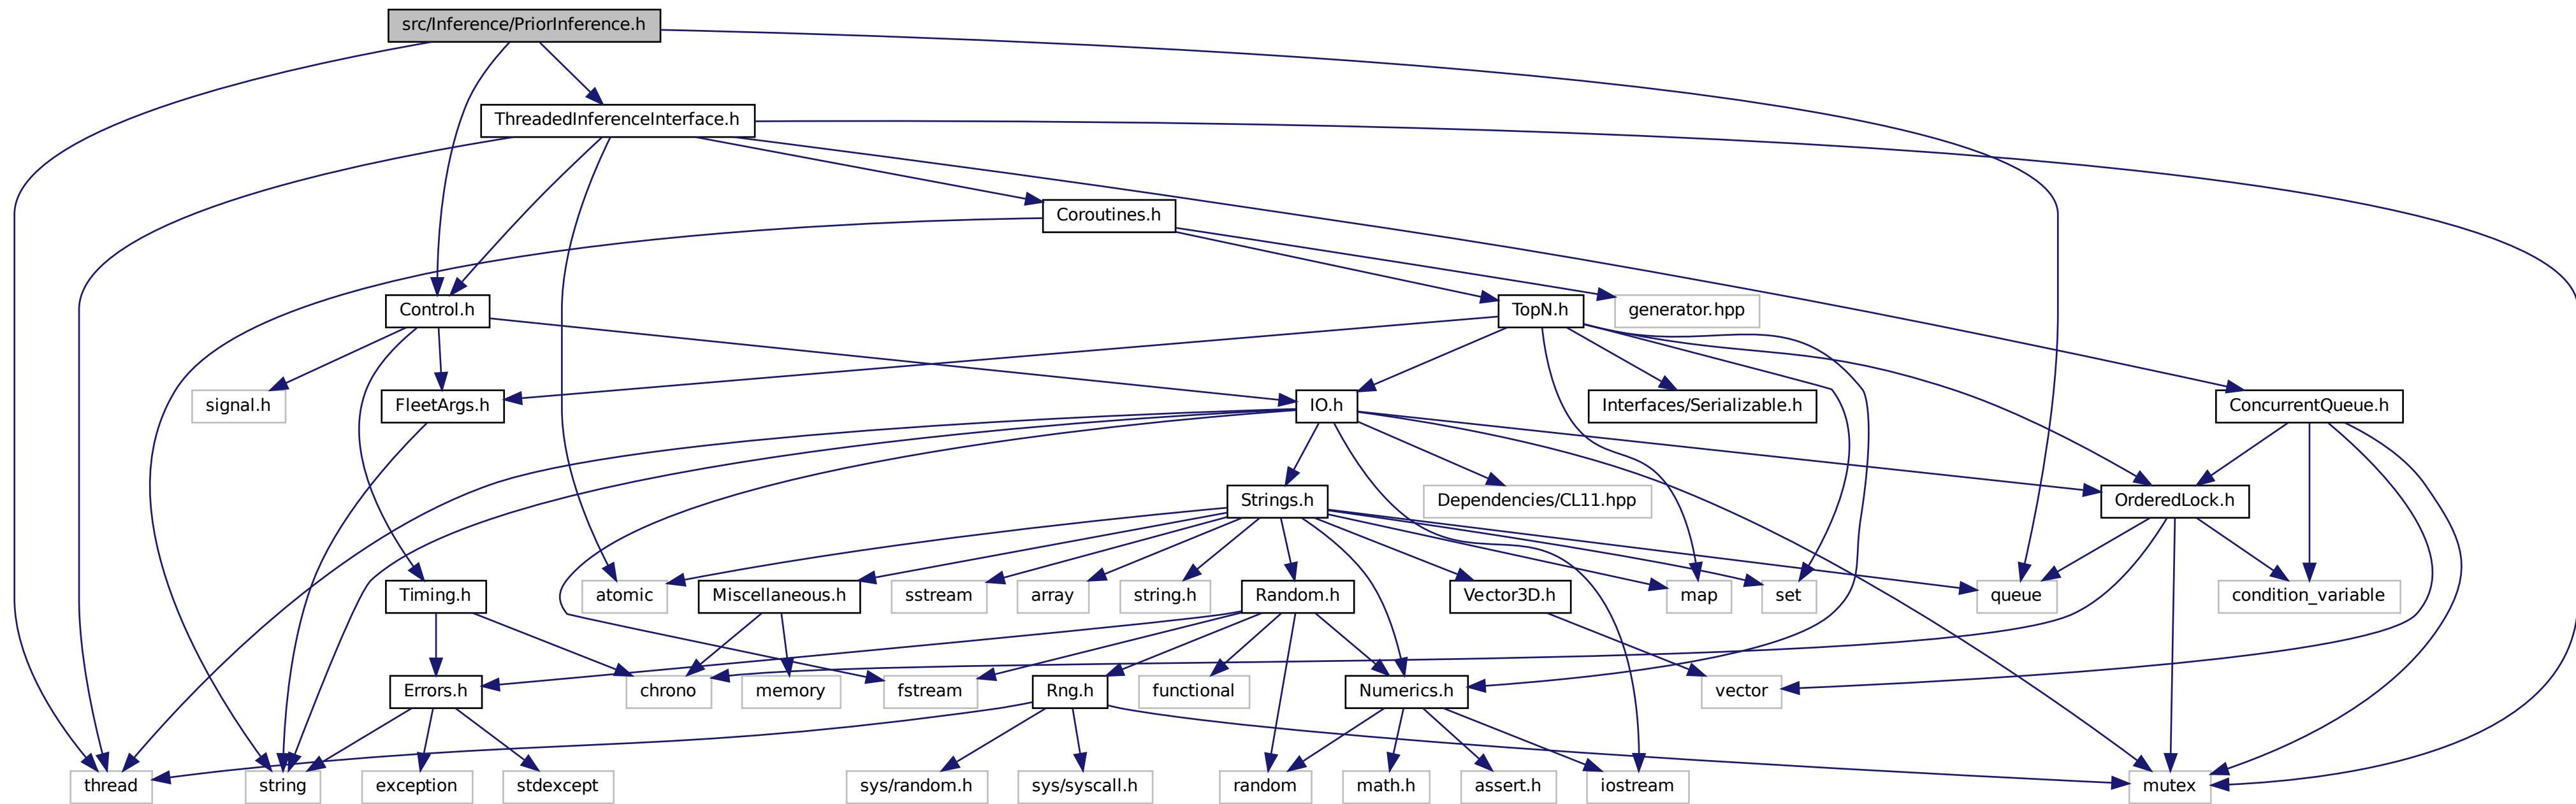 src/Inference/PriorInference.h
ThreadedInferenceInterface.h
Coroutines.h
Control.h
TopN.h
generator.hpp
signal.h
FleetArgs.h
IO.h
Interfaces/Serializable.h
ConcurrentQueue.h
Strings.h
Dependencies/CL11.hpp
OrderedLock.h
Timing.h
atomic
Miscellaneous.h
sstream
array
string.h
Random.h
Vector3D.h
map
set
queue
condition_variable
Errors.h
chrono
memory
fstream
Rng.h
functional
Numerics.h
vector
thread
string
exception
stdexcept
sys/random.h
sys/syscall.h
random
math.h
assert.h
iostream
mutex